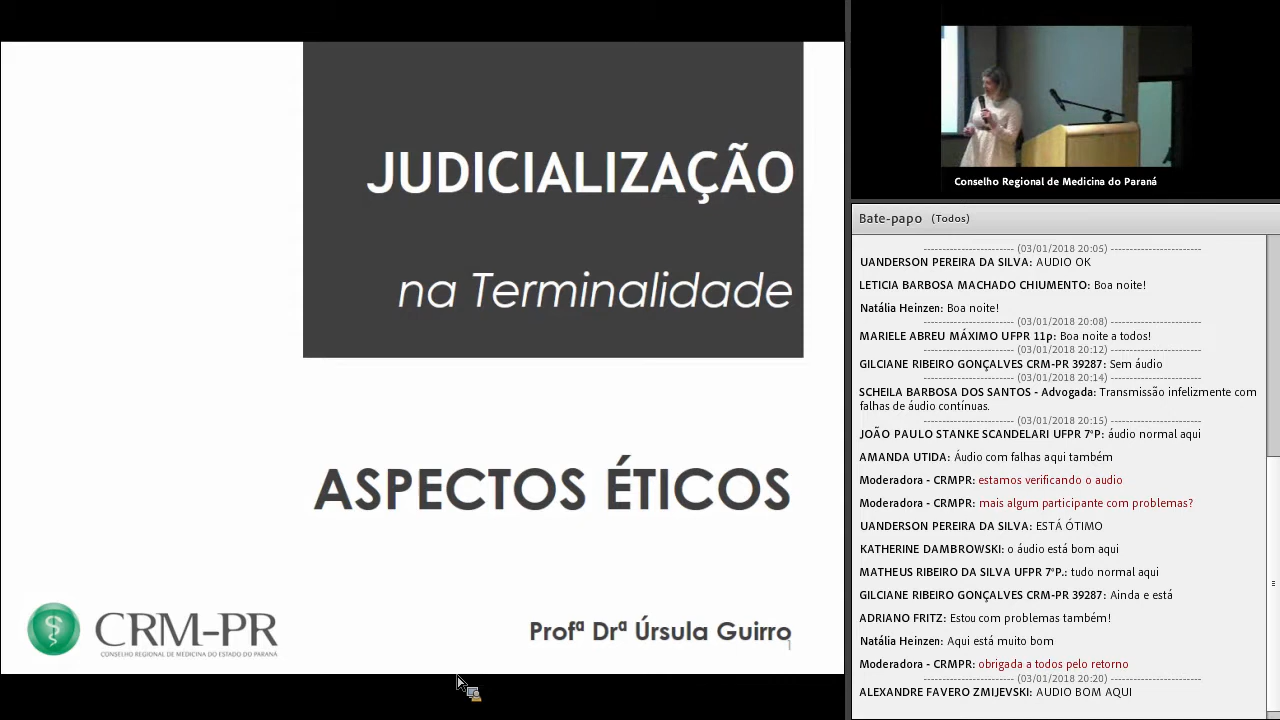 JUDICIALIZAÇÃO
na Terminalidade
ASPECTOS ÉTICOS
CRM-PR
CONSELHO REGIONAL DE MEDICINA DO ESTADO DO PARANÁ
Profª Drª Úrsula Guirro
1
Conselho Regional de Medicina do Paraná
Bate-papo (Todos)
------------------------ (03/01/2018 20:05) ------------------------
UANDERSON PEREIRA DA SILVA: AUDIO OK
LETICIA BARBOSA MACHADO CHIUMENTO: Boa noite!
Natália Heinzen: Boa noite!
------------------------ (03/01/2018 20:08) ------------------------
MARIELE ABREU MÁXIMO UFPR 11p: Boa noite a todos!
------------------------ (03/01/2018 20:12) ------------------------
GILCIANE RIBEIRO GONÇALVES CRM-PR 39287: Sem áudio
------------------------ (03/01/2018 20:14) ------------------------
SCHEILA BARBOSA DOS SANTOS - Advogada: Transmissão infelizmente com
falhas de áudio contínuas.
------------------------ (03/01/2018 20:15) ------------------------
JOÃO PAULO STANKE SCANDELARI UFPR 7ºP: áudio normal aqui
AMANDA UTIDA: Áudio com falhas aqui também
Moderadora - CRMPR: estamos verificando o audio
Moderadora - CRMPR: mais algum participante com problemas?
UANDERSON PEREIRA DA SILVA: ESTÁ ÓTIMO
KATHERINE DAMBROWSKI: o áudio está bom aqui
MATHEUS RIBEIRO DA SILVA UFPR 7ºP.: tudo normal aqui
GILCIANE RIBEIRO GONÇALVES CRM-PR 39287: Ainda e está
ADRIANO FRITZ: Estou com problemas também!
Natália Heinzen: Aqui está muito bom
Moderadora - CRMPR: obrigada a todos pelo retorno
------------------------ (03/01/2018 20:20) ------------------------
ALEXANDRE FAVERO ZMIJEVSKI: AUDIO BOM AQUI